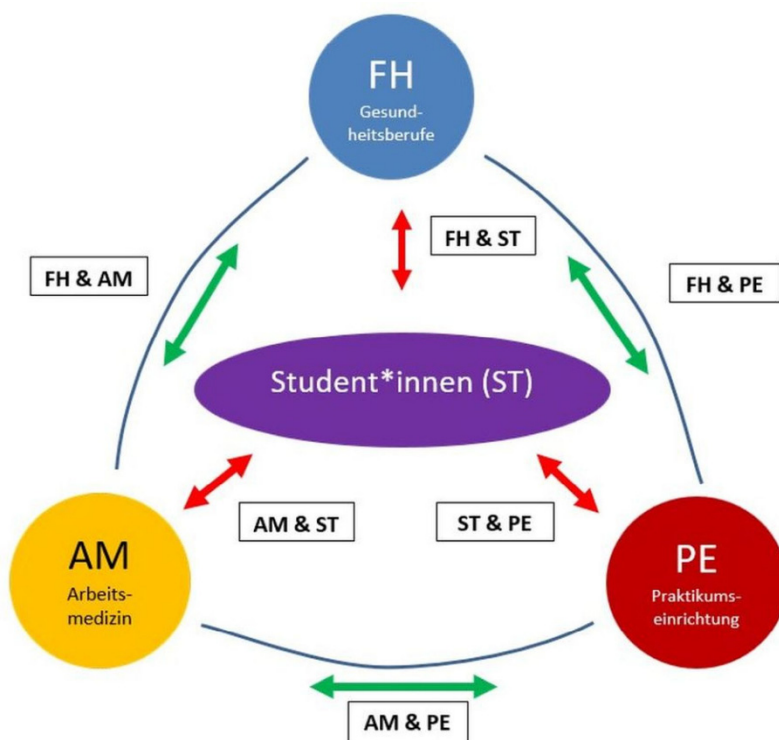 FH
Gesund-
heitsberufe
FH & ST
FH & AM
FH & PE
Student*innen (ST)
AM & ST
ST & PE
AM
Arbeits-
medizin
PE
Praktikums-
einrichtung
AM & PE